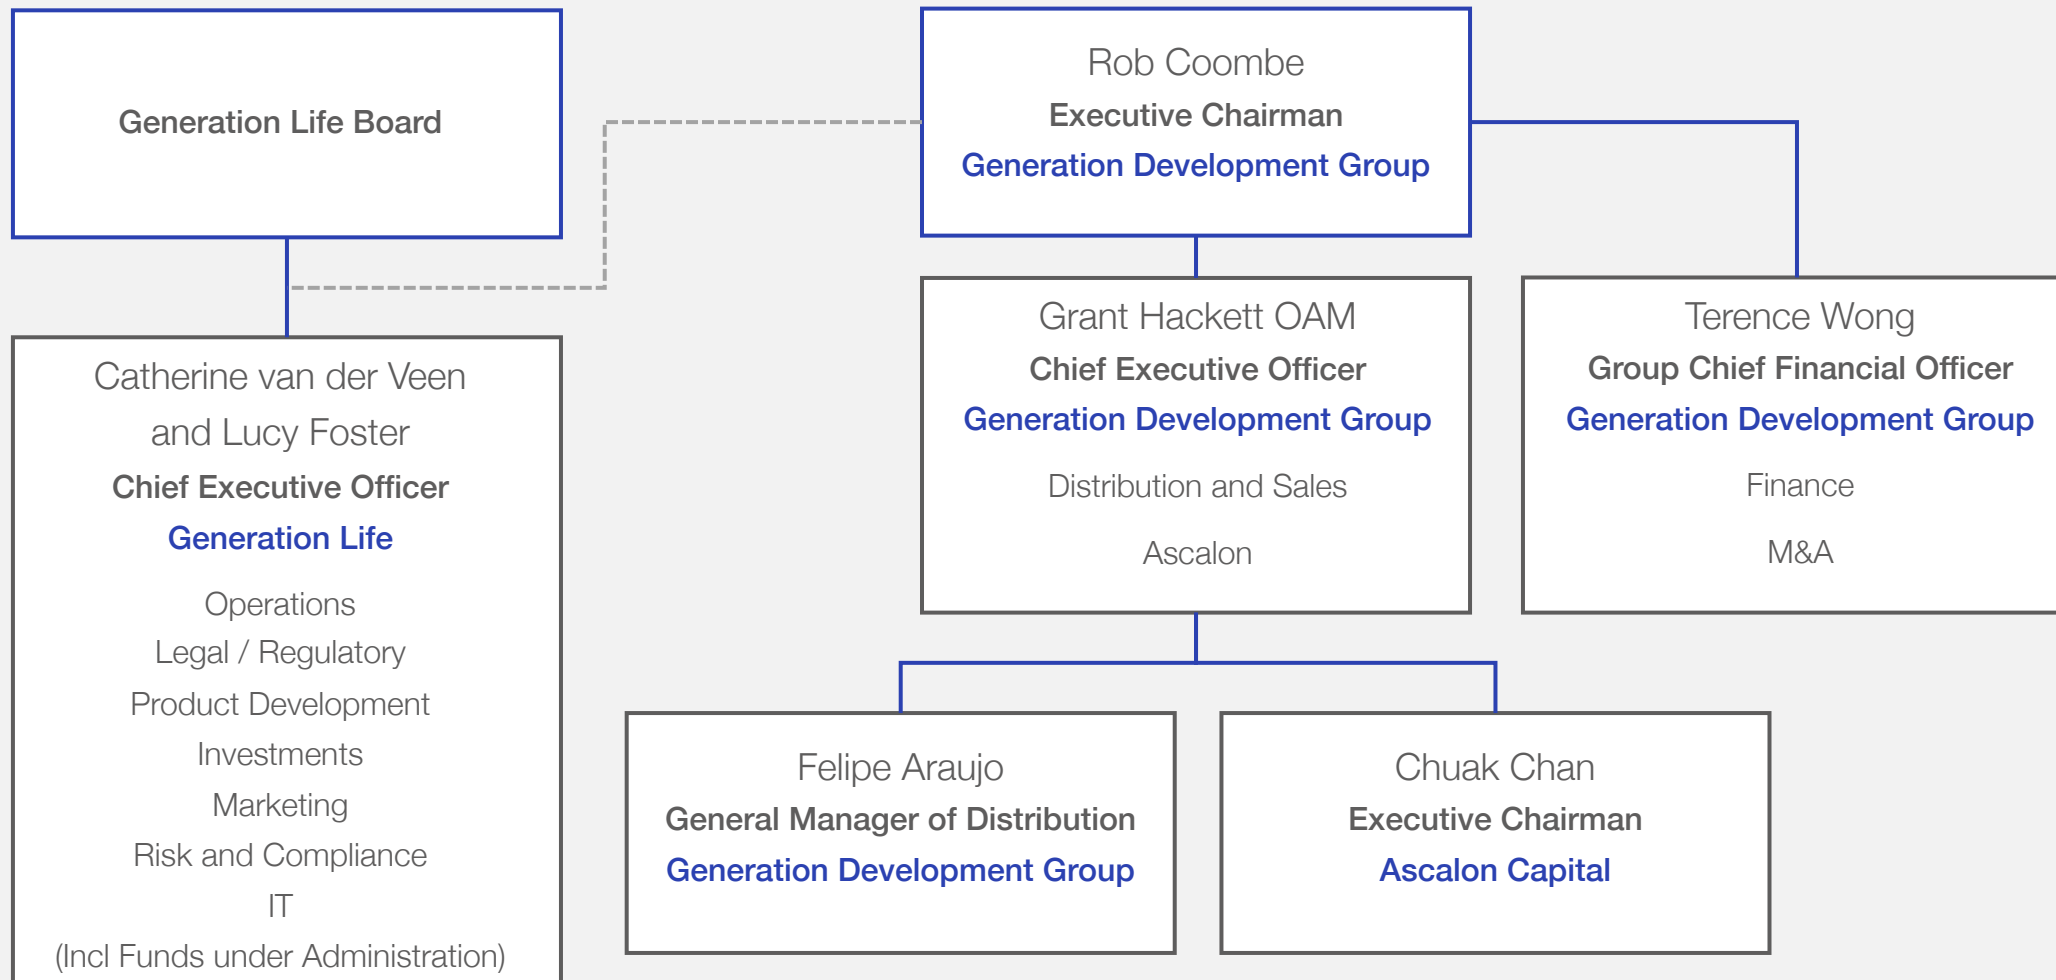 Generation Life Board
Rob Coombe
Executive Chairman
Generation Development Group
Catherine van der Veen
and Lucy Foster
Chief Executive Officer
Generation Life
Operations
Legal / Regulatory
Product Development
Investments
Marketing
Risk and Compliance
IT
(Incl Funds under Administration)
Grant Hackett OAM
Chief Executive Officer
Generation Development Group
Distribution and Sales
Ascalon
Terence Wong
Group Chief Financial Officer
Generation Development Group
Finance
M&A
Felipe Araujo
General Manager of Distribution
Generation Development Group
Chuak Chan
Executive Chairman
Ascalon Capital